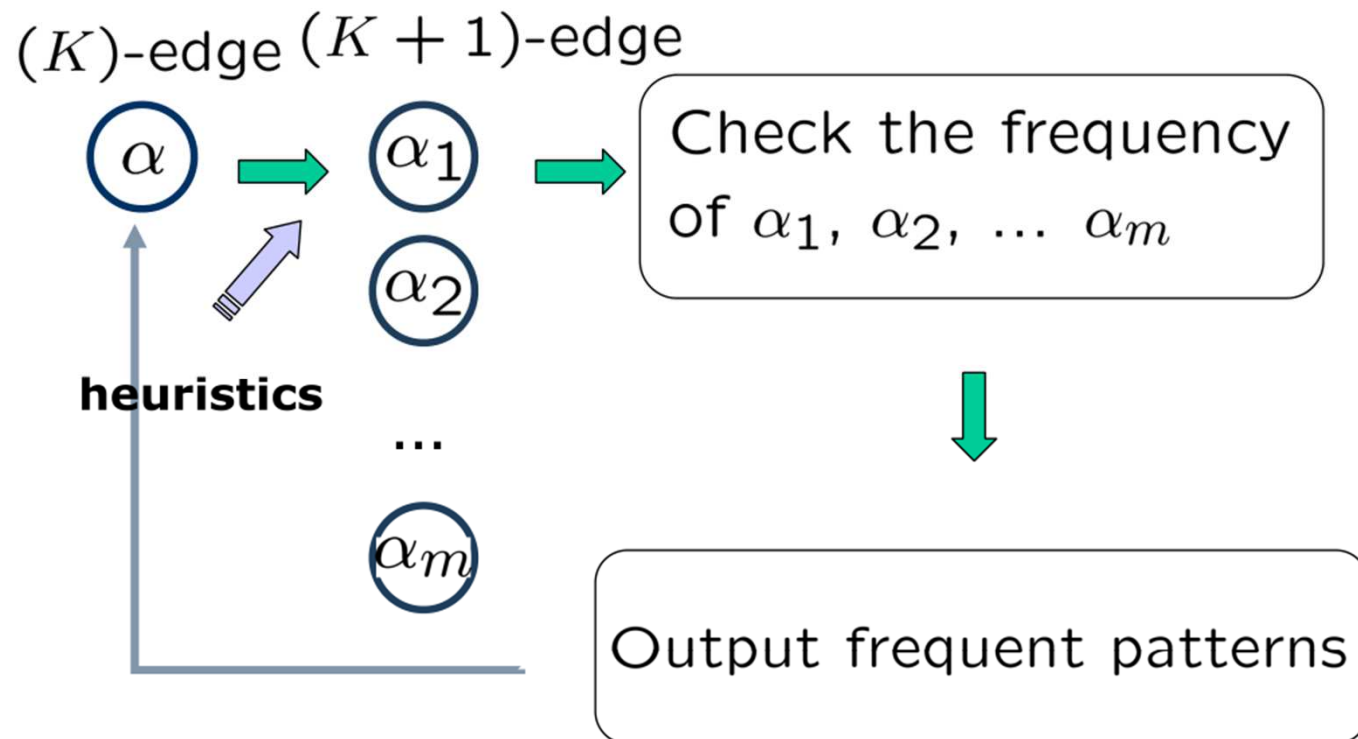 (K)-edge (K + 1)-edge
α
α1
Check the frequency
of α1, α2, ... αm
α2
heuristics
...
αm
Output frequent patterns